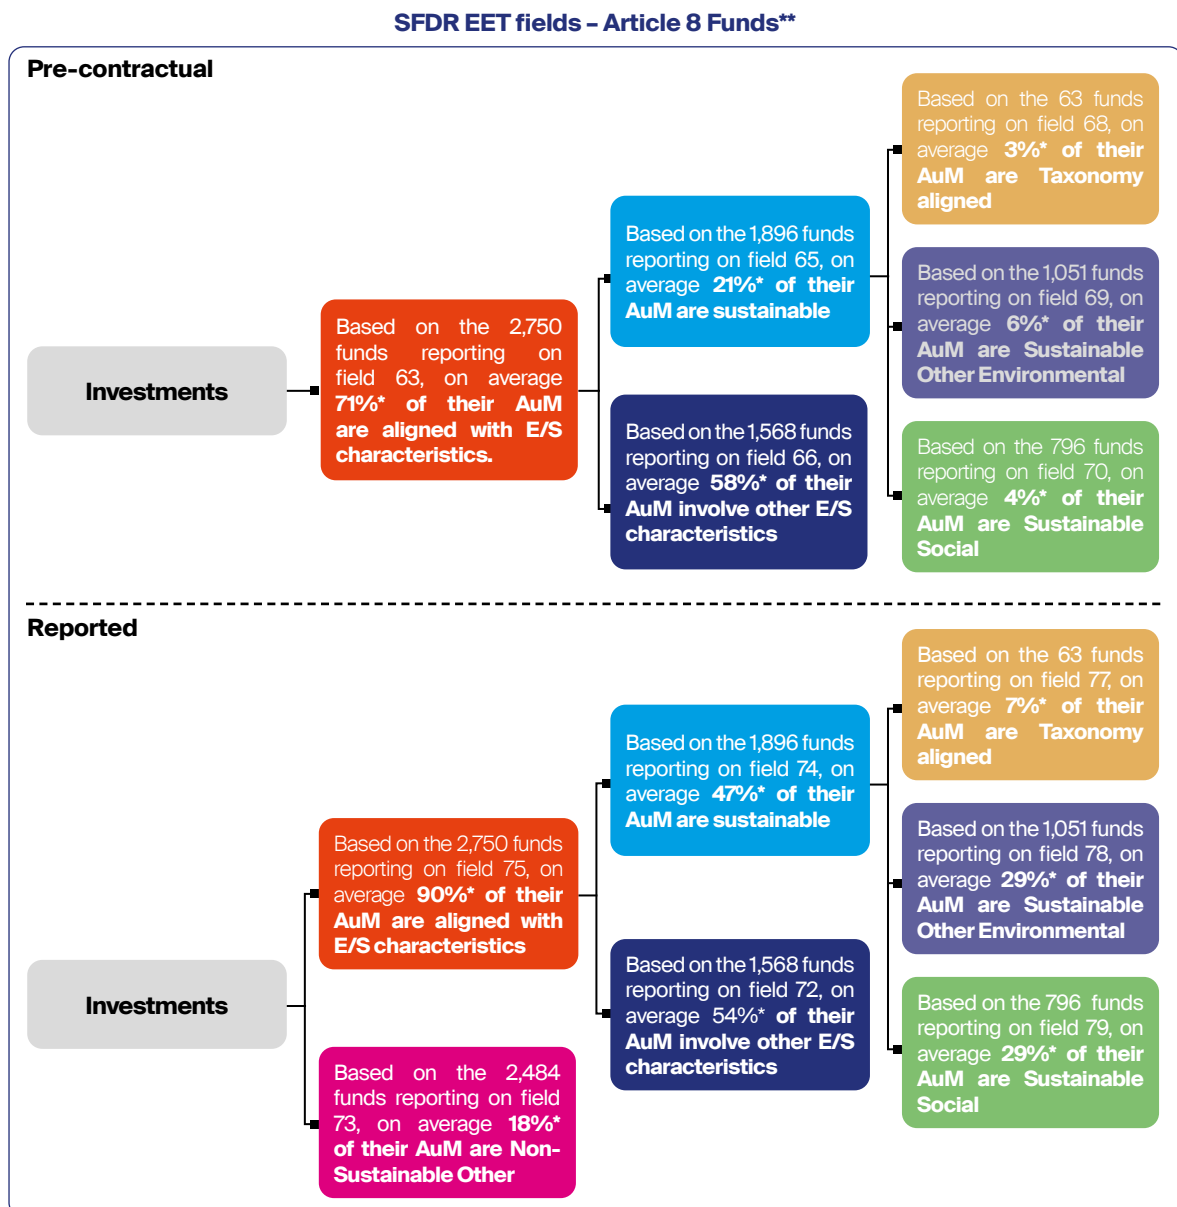 SFDR EET fields – Article 8 Funds**
Pre-contractual
Investments
Based on the 2,750
funds reporting on
field 63, on average
71%* of their AuM
are aligned with E/S
characteristics.
Based on the 1,896 funds
reporting on field 65, on
average 21%* of their
AuM are sustainable
Based on the 1,568 funds
reporting on field 66, on
average 58%* of their
AuM involve other E/S
characteristics
Based on the 63 funds
reporting on field 68, on
average 3%* of their
AuM are Taxonomy
aligned
Based on the 1,051 funds
reporting on field 69, on
average 6%* of their
AuM are Sustainable
Other Environmental
Based on the 796 funds
reporting on field 70, on
average 4%* of their
AuM are Sustainable
Social
Reported
Investments
Based on the 2,750 funds
reporting on field 75, on
average 90%* of their
AuM are aligned with
E/S characteristics
Based on the 2,484
funds reporting on field
73, on average 18%*
of their AuM are Non-
Sustainable Other
Based on the 1,896 funds
reporting on field 74, on
average 47%* of their
AuM are sustainable
Based on the 1,568 funds
reporting on field 72, on
average 54%* of their
AuM involve other E/S
characteristics
Based on the 63 funds
reporting on field 77, on
average 7%* of their
AuM are Taxonomy
aligned
Based on the 1,051 funds
reporting on field 78, on
average 29%* of their
AuM are Sustainable
Other Environmental
Based on the 796 funds
reporting on field 79, on
average 29%* of their
AuM are Sustainable
Social